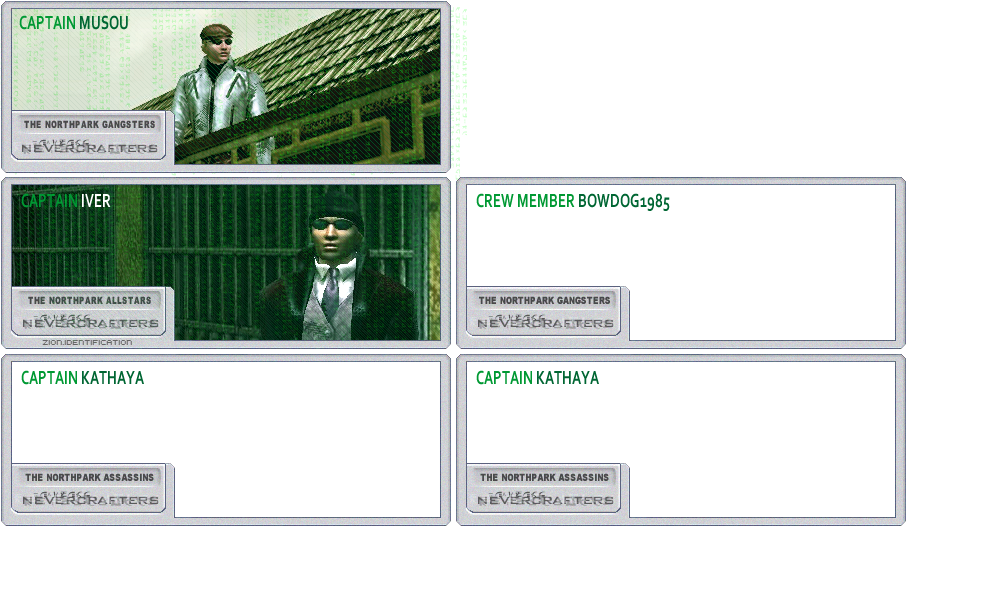 CAPTAIN MUSOU
THE NORTHPARK GANGSTERS
NEVERCRAFTERS
CAPTAIN IVER
THE NORTHPARK ALLSTARS
NEVERCRAFTERS
ZION.IDENTIFICATION
CREW MEMBER BOWDOG1985
THE NORTHPARK GANGSTERS
NEVERCRAFTERS
CAPTAIN KATHAYA
THE NORTHPARK ASSASSINS
NEVERCRAFTERS
CAPTAIN KATHAYA
THE NORTHPARK ASSASSINS
NEVERCRAFTERS